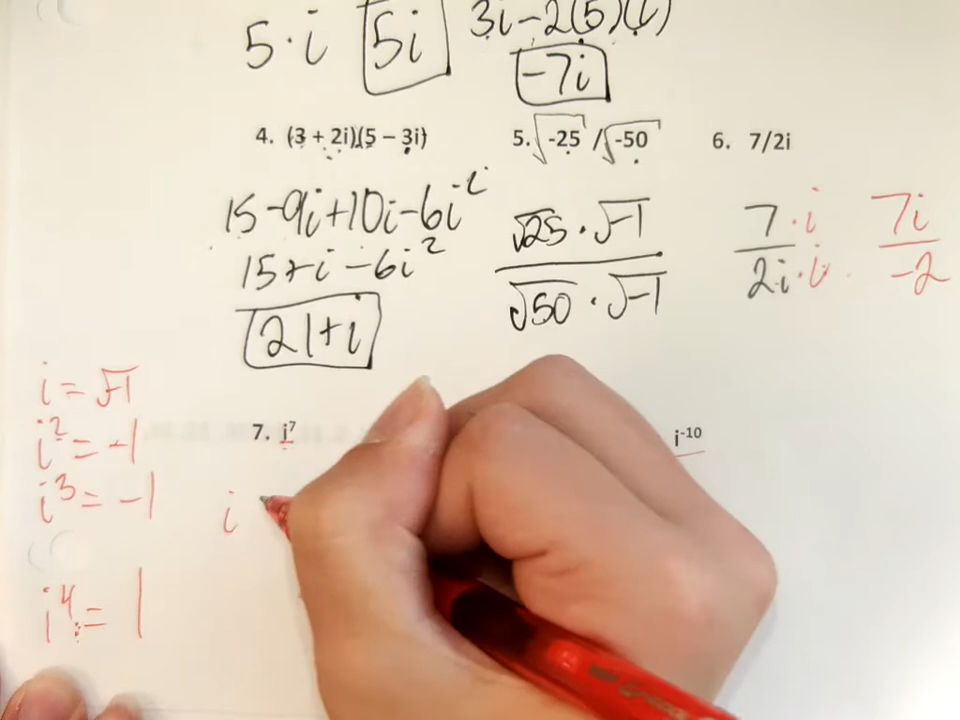 5·i 5i 3i-2(5)(i)
-7i
4. (3 + 2i)(5 − 3i) 5. √-25 / √-50 6. 7/2i
15-9i+10i-6i² √25 · √-1 7·i 7i
15+i-6i² √50 · √-1 2i·i -2
21+i
i = √-1
i² = -1 7. i⁷ i⁻¹⁰
i³ = -1 i
i⁴ = 1